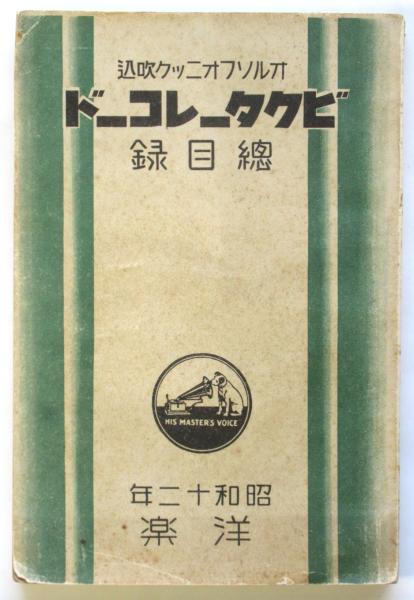 オルソフオニック吹込
ビクターレコード
總目録
HIS MASTER'S VOICE
昭和十二年
洋楽